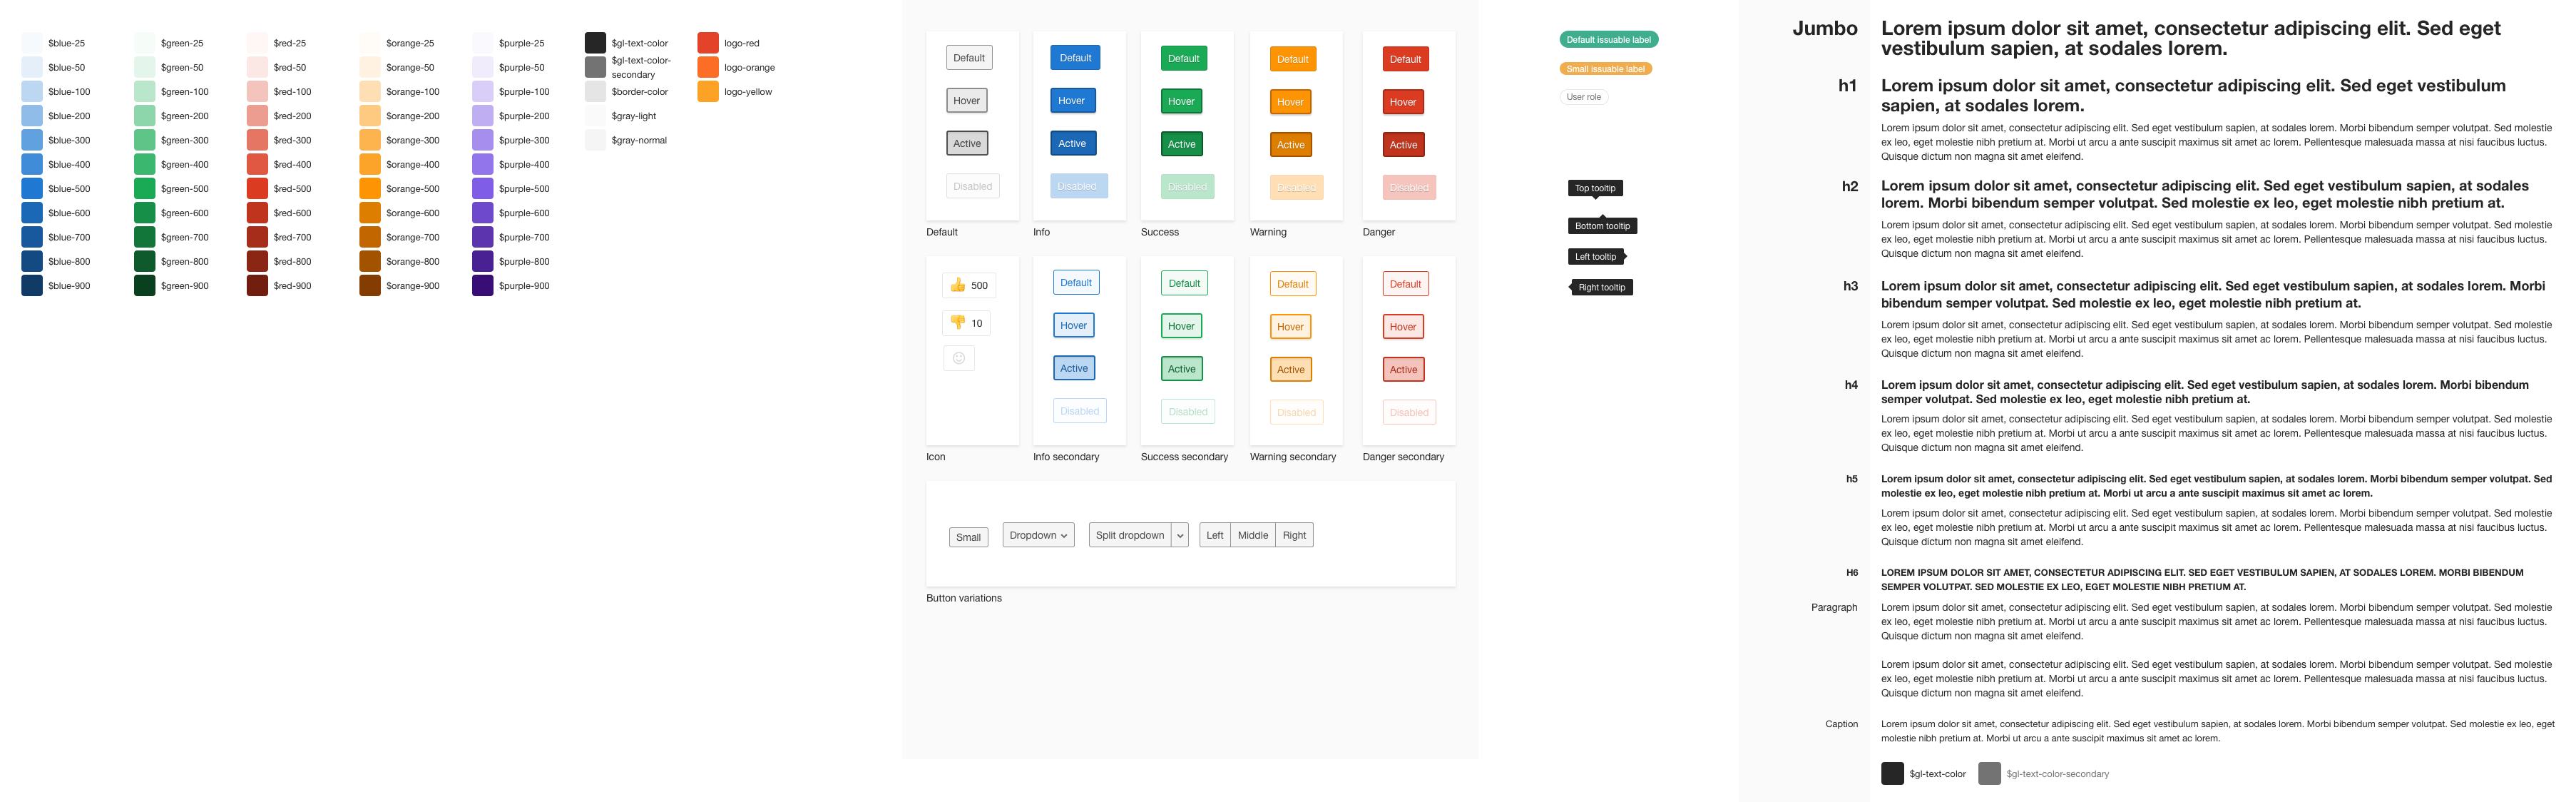 $blue-25
$blue-50
$blue-100
$blue-200
$blue-300
$blue-400
$blue-500
$blue-600
$blue-700
$blue-800
$blue-900
$green-25
$green-50
$green-100
$green-200
$green-300
$green-400
$green-500
$green-600
$green-700
$green-800
$green-900
$red-25
$red-50
$red-100
$red-200
$red-300
$red-400
$red-500
$red-600
$red-700
$red-800
$red-900
$orange-25
$orange-50
$orange-100
$orange-200
$orange-300
$orange-400
$orange-500
$orange-600
$orange-700
$orange-800
$orange-900
$purple-25
$purple-50
$purple-100
$purple-200
$purple-300
$purple-400
$purple-500
$purple-600
$purple-700
$purple-800
$purple-900
$gl-text-color
$gl-text-color-
secondary
$border-color
$gray-light
$gray-normal
logo-red
logo-orange
logo-yellow
Default
Hover
Active
Disabled
Default
Default
Hover
Active
Disabled
Info
Default
Hover
Active
Disabled
Success
Default
Hover
Active
Disabled
Warning
Default
Hover
Active
Disabled
Danger
500
10
Icon
Default
Hover
Active
Disabled
Info secondary
Default
Hover
Active
Disabled
Success secondary
Default
Hover
Active
Disabled
Warning secondary
Default
Hover
Active
Disabled
Danger secondary
Small
Dropdown
Split dropdown
Left
Middle
Right
Button variations
Default issuable label
Small issuable label
User role
Top tooltip
Bottom tooltip
Left tooltip
Right tooltip
Jumbo
Lorem ipsum dolor sit amet, consectetur adipiscing elit. Sed eget
vestibulum sapien, at sodales lorem.
h1
Lorem ipsum dolor sit amet, consectetur adipiscing elit. Sed eget vestibulum
sapien, at sodales lorem.
Lorem ipsum dolor sit amet, consectetur adipiscing elit. Sed eget vestibulum sapien, at sodales lorem. Morbi bibendum semper volutpat. Sed molestie
ex leo, eget molestie nibh pretium at. Morbi ut arcu a ante suscipit maximus sit amet ac lorem. Pellentesque malesuada massa at nisi faucibus luctus.
Quisque dictum non magna sit amet eleifend.
h2
Lorem ipsum dolor sit amet, consectetur adipiscing elit. Sed eget vestibulum sapien, at sodales
lorem. Morbi bibendum semper volutpat. Sed molestie ex leo, eget molestie nibh pretium at.
Lorem ipsum dolor sit amet, consectetur adipiscing elit. Sed eget vestibulum sapien, at sodales lorem. Morbi bibendum semper volutpat. Sed molestie
ex leo, eget molestie nibh pretium at. Morbi ut arcu a ante suscipit maximus sit amet ac lorem. Pellentesque malesuada massa at nisi faucibus luctus.
Quisque dictum non magna sit amet eleifend.
h3
Lorem ipsum dolor sit amet, consectetur adipiscing elit. Sed eget vestibulum sapien, at sodales lorem. Morbi
bibendum semper volutpat. Sed molestie ex leo, eget molestie nibh pretium at.
Lorem ipsum dolor sit amet, consectetur adipiscing elit. Sed eget vestibulum sapien, at sodales lorem. Morbi bibendum semper volutpat. Sed molestie
ex leo, eget molestie nibh pretium at. Morbi ut arcu a ante suscipit maximus sit amet ac lorem. Pellentesque malesuada massa at nisi faucibus luctus.
Quisque dictum non magna sit amet eleifend.
h4
Lorem ipsum dolor sit amet, consectetur adipiscing elit. Sed eget vestibulum sapien, at sodales lorem. Morbi bibendum
semper volutpat. Sed molestie ex leo, eget molestie nibh pretium at.
Lorem ipsum dolor sit amet, consectetur adipiscing elit. Sed eget vestibulum sapien, at sodales lorem. Morbi bibendum semper volutpat. Sed molestie
ex leo, eget molestie nibh pretium at. Morbi ut arcu a ante suscipit maximus sit amet ac lorem. Pellentesque malesuada massa at nisi faucibus luctus.
Quisque dictum non magna sit amet eleifend.
h5
Lorem ipsum dolor sit amet, consectetur adipiscing elit. Sed eget vestibulum sapien, at sodales lorem. Morbi bibendum semper volutpat. Sed
molestie ex leo, eget molestie nibh pretium at. Morbi ut arcu a ante suscipit maximus sit amet ac lorem.
Lorem ipsum dolor sit amet, consectetur adipiscing elit. Sed eget vestibulum sapien, at sodales lorem. Morbi bibendum semper volutpat. Sed molestie
ex leo, eget molestie nibh pretium at. Morbi ut arcu a ante suscipit maximus sit amet ac lorem. Pellentesque malesuada massa at nisi faucibus luctus.
Quisque dictum non magna sit amet eleifend.
H6
LOREM IPSUM DOLOR SIT AMET, CONSECTETUR ADIPISCING ELIT. SED EGET VESTIBULUM SAPIEN, AT SODALES LOREM. MORBI BIBENDUM
SEMPER VOLUTPAT. SED MOLESTIE EX LEO, EGET MOLESTIE NIBH PRETIUM AT.
Paragraph
Lorem ipsum dolor sit amet, consectetur adipiscing elit. Sed eget vestibulum sapien, at sodales lorem. Morbi bibendum semper volutpat. Sed molestie
ex leo, eget molestie nibh pretium at. Morbi ut arcu a ante suscipit maximus sit amet ac lorem. Pellentesque malesuada massa at nisi faucibus luctus.
Quisque dictum non magna sit amet eleifend.
Lorem ipsum dolor sit amet, consectetur adipiscing elit. Sed eget vestibulum sapien, at sodales lorem. Morbi bibendum semper volutpat. Sed molestie
ex leo, eget molestie nibh pretium at. Morbi ut arcu a ante suscipit maximus sit amet ac lorem. Pellentesque malesuada massa at nisi faucibus luctus.
Quisque dictum non magna sit amet eleifend.
Caption
Lorem ipsum dolor sit amet, consectetur adipiscing elit. Sed eget vestibulum sapien, at sodales lorem. Morbi bibendum semper volutpat. Sed molestie ex leo, eget
molestie nibh pretium at. Morbi ut arcu a ante suscipit maximus sit amet ac lorem.
$gl-text-color
$gl-text-color-secondary